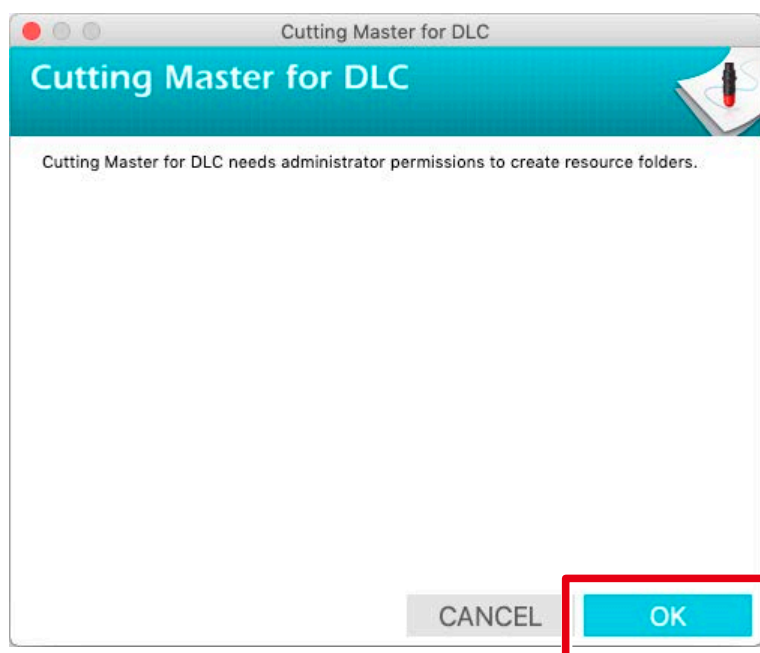 Cutting Master for DLC
Cutting Master for DLC
Cutting Master for DLC needs administrator permissions to create resource folders.
CANCEL OK